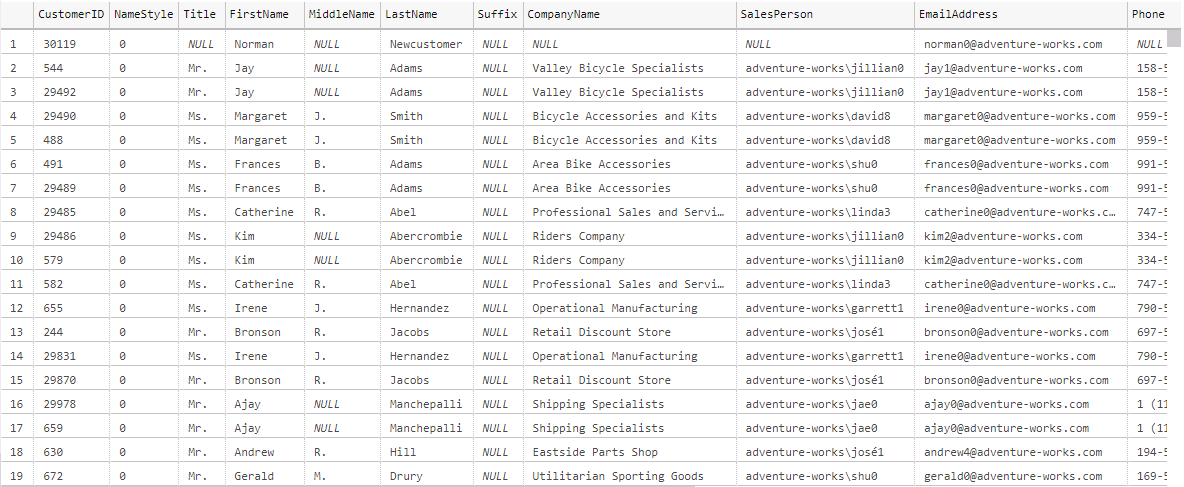 CustomerID NameStyle Title FirstName MiddleName LastName Suffix CompanyName SalesPerson EmailAddress Phone
1 30119 0 NULL Norman NULL Newcustomer NULL NULL NULL norman0@adventure-works.com NULL
2 544 0 Mr. Jay NULL Adams NULL Valley Bicycle Specialists adventure-works\jillian0 jay1@adventure-works.com 158-5
3 29492 0 Mr. Jay NULL Adams NULL Valley Bicycle Specialists adventure-works\jillian0 jay1@adventure-works.com 158-5
4 29490 0 Ms. Margaret J. Smith NULL Bicycle Accessories and Kits adventure-works\david8 margaret0@adventure-works.com 959-5
5 488 0 Ms. Margaret J. Smith NULL Bicycle Accessories and Kits adventure-works\david8 margaret0@adventure-works.com 959-5
6 491 0 Ms. Frances B. Adams NULL Area Bike Accessories adventure-works\shu0 frances0@adventure-works.com 991-5
7 29489 0 Ms. Frances B. Adams NULL Area Bike Accessories adventure-works\shu0 frances0@adventure-works.com 991-5
8 29485 0 Ms. Catherine R. Abel NULL Professional Sales and Servi… adventure-works\linda3 catherine0@adventure-works.c… 747-5
9 29486 0 Ms. Kim NULL Abercrombie NULL Riders Company adventure-works\jillian0 kim2@adventure-works.com 334-5
10 579 0 Ms. Kim NULL Abercrombie NULL Riders Company adventure-works\jillian0 kim2@adventure-works.com 334-5
11 582 0 Ms. Catherine R. Abel NULL Professional Sales and Servi… adventure-works\linda3 catherine0@adventure-works.c… 747-5
12 655 0 Ms. Irene J. Hernandez NULL Operational Manufacturing adventure-works\garrett1 irene0@adventure-works.com 790-5
13 244 0 Mr. Bronson R. Jacobs NULL Retail Discount Store adventure-works\josé1 bronson0@adventure-works.com 697-5
14 29831 0 Ms. Irene J. Hernandez NULL Operational Manufacturing adventure-works\garrett1 irene0@adventure-works.com 790-5
15 29870 0 Mr. Bronson R. Jacobs NULL Retail Discount Store adventure-works\josé1 bronson0@adventure-works.com 697-5
16 29978 0 Mr. Ajay NULL Manchepalli NULL Shipping Specialists adventure-works\jae0 ajay0@adventure-works.com 1 (11
17 659 0 Mr. Ajay NULL Manchepalli NULL Shipping Specialists adventure-works\jae0 ajay0@adventure-works.com 1 (11
18 630 0 Mr. Andrew R. Hill NULL Eastside Parts Shop adventure-works\josé1 andrew4@adventure-works.com 194-5
19 672 0 Mr. Gerald M. Drury NULL Utilitarian Sporting Goods adventure-works\shu0 gerald0@adventure-works.com 169-5